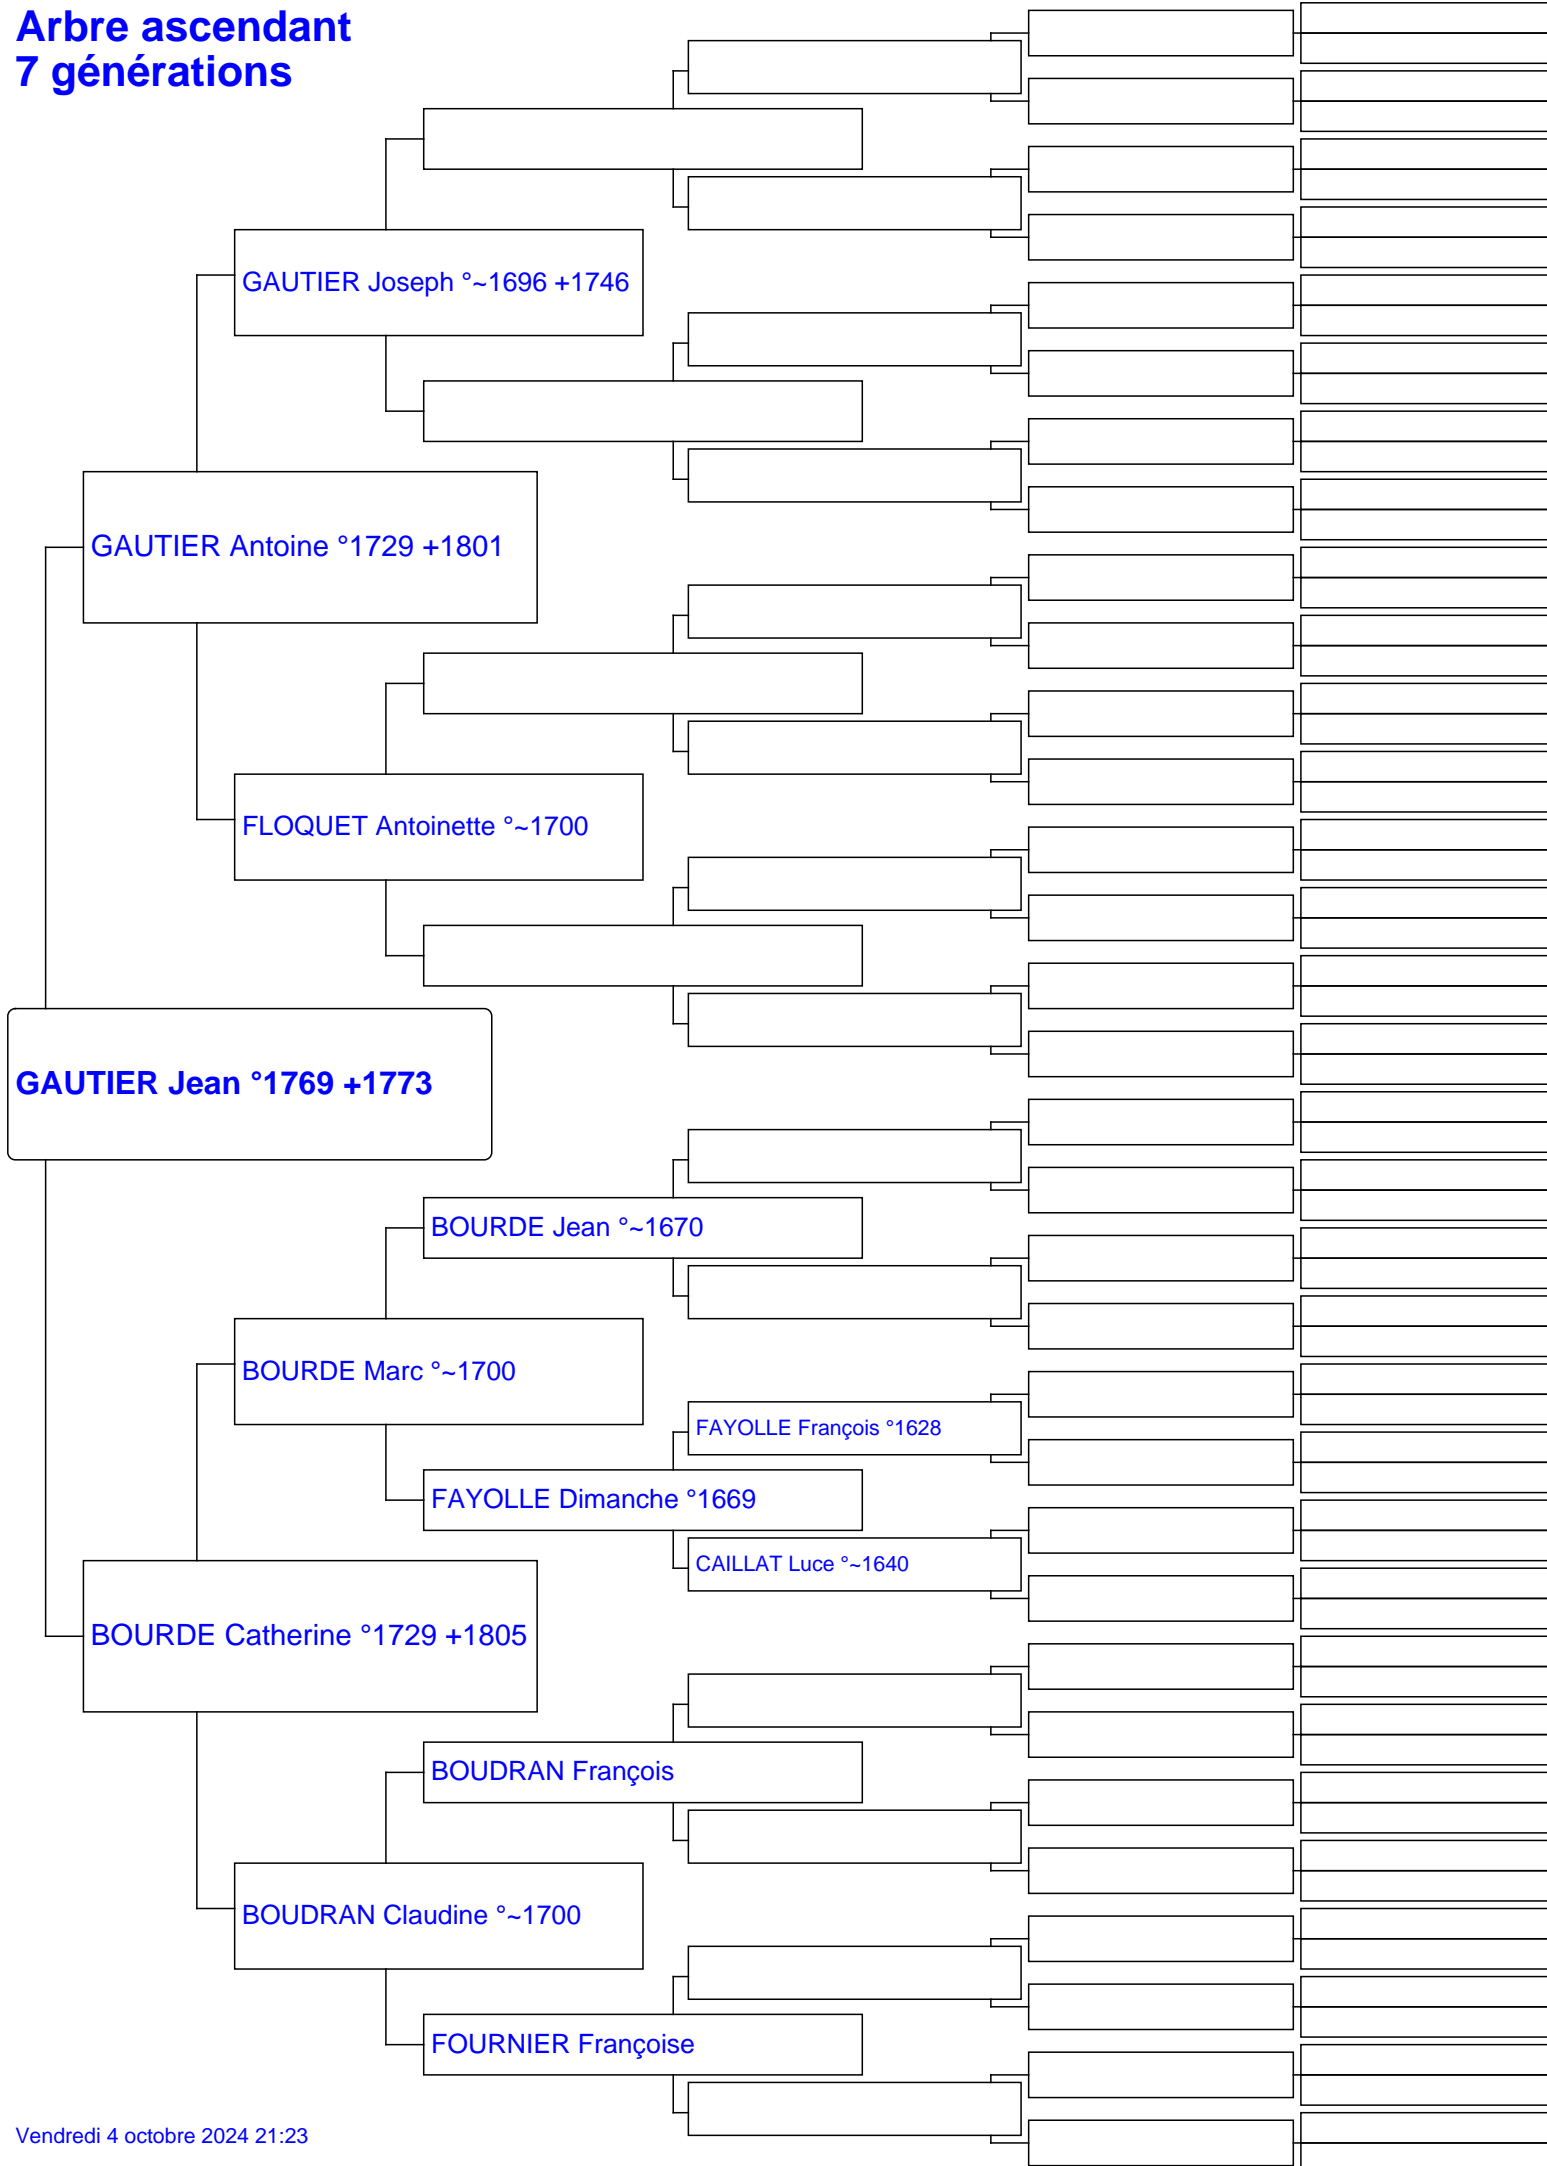 Arbre ascendant
7 générations
GAUTIER Joseph °~1696 +1746
GAUTIER Antoine °1729 +1801
FLOQUET Antoinette °~1700
GAUTIER Jean °1769 +1773
BOURDE Jean °~1670
BOURDE Marc °~1700
FAYOLLE François °1628
FAYOLLE Dimanche °1669
CAILLAT Luce °~1640
BOURDE Catherine °1729 +1805
BOUDRAN François
BOUDRAN Claudine °~1700
FOURNIER Françoise
Vendredi 4 octobre 2024 21:23